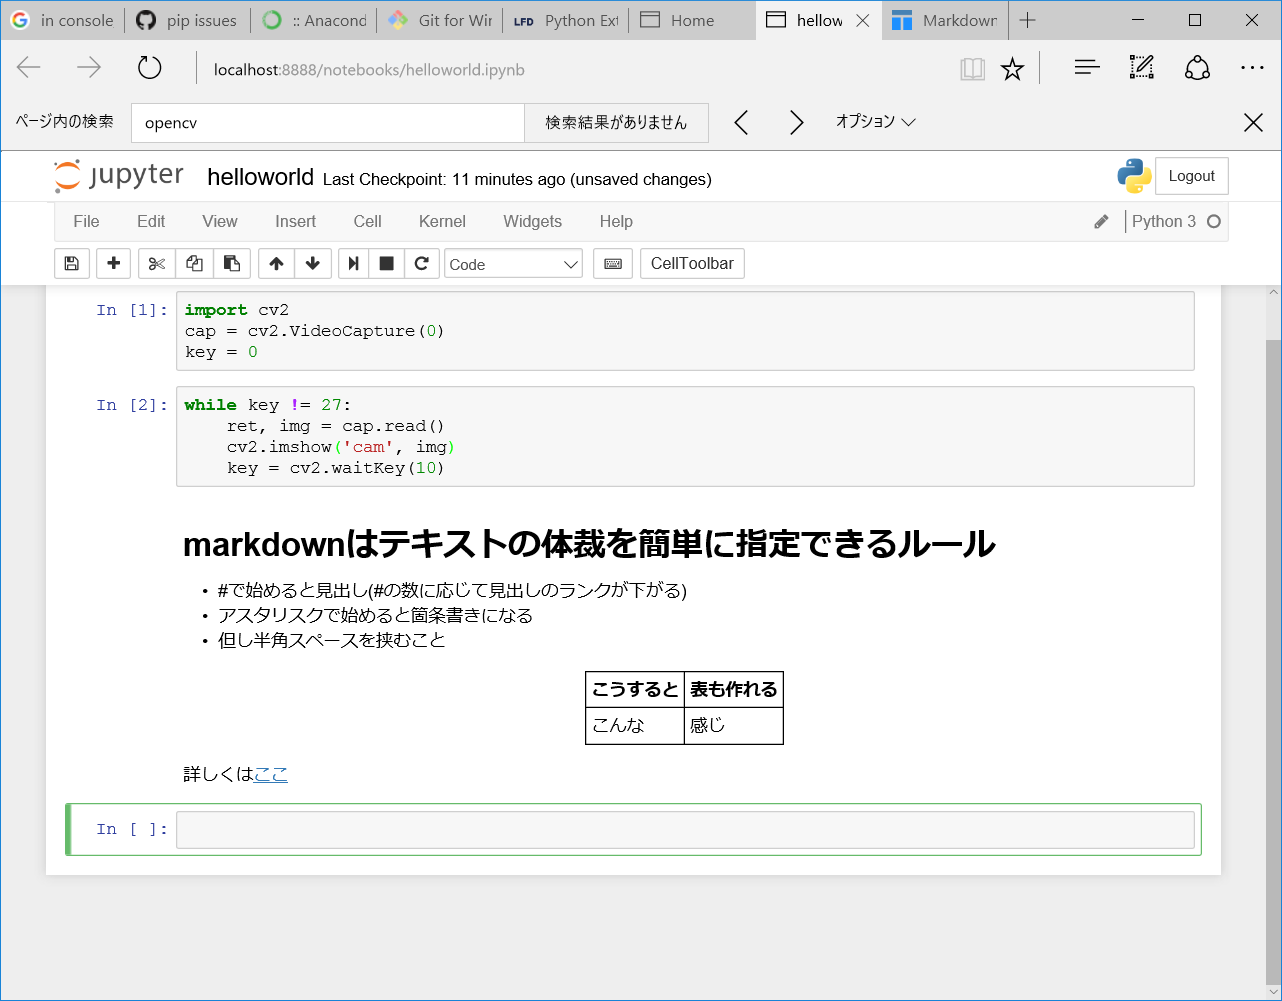 in console
pip issues
:: Anacond
Git for Wir
LFD Python Ext
Home
hellow
Markdown
localhost:8888/notebooks/helloworld.ipynb
ページ内の検索
opencv
検索結果がありません
オプション
jupyter helloworld Last Checkpoint: 11 minutes ago (unsaved changes)
Logout
File Edit View Insert Cell Kernel Widgets Help
Python 3
Code
CellToolbar
In [1]: import cv2
cap = cv2.VideoCapture(0)
key = 0
In [2]: while key != 27:
ret, img = cap.read()
cv2.imshow('cam', img)
key = cv2.waitKey(10)
markdownはテキストの体裁を簡単に指定できるルール
• #で始めると見出し(#の数に応じて見出しのランクが下がる)
• アスタリスクで始めると箇条書きになる
• 但し半角スペースを挟むこと
こうすると 表も作れる
こんな 感じ
詳しくはここ
In [ ]: